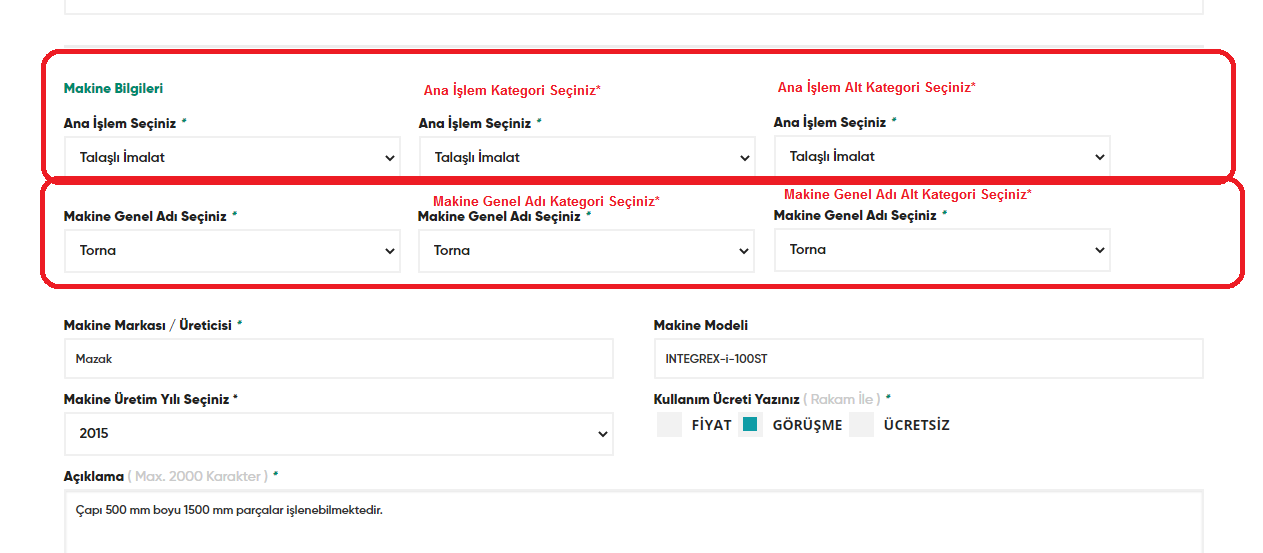 Makine Bilgileri
Ana İşlem Kategori Seçiniz*
Ana İşlem Alt Kategori Seçiniz*
Ana İşlem Seçiniz *
Ana İşlem Seçiniz *
Ana İşlem Seçiniz *
Talaşlı İmalat
Talaşlı İmalat
Talaşlı İmalat
Makine Genel Adı Kategori Seçiniz*
Makine Genel Adı Alt Kategori Seçiniz*
Makine Genel Adı Seçiniz *
Makine Genel Adı Seçiniz *
Makine Genel Adı Seçiniz *
Torna
Torna
Torna
Makine Markası / Üreticisi *
Makine Modeli
Mazak
INTEGREX-i-100ST
Makine Üretim Yılı Seçiniz *
Kullanım Ücreti Yazınız ( Rakam İle ) *
2015
FİYAT
GÖRÜŞME
ÜCRETSİZ
Açıklama ( Max. 2000 Karakter ) *
Çapı 500 mm boyu 1500 mm parçalar işlenebilmektedir.